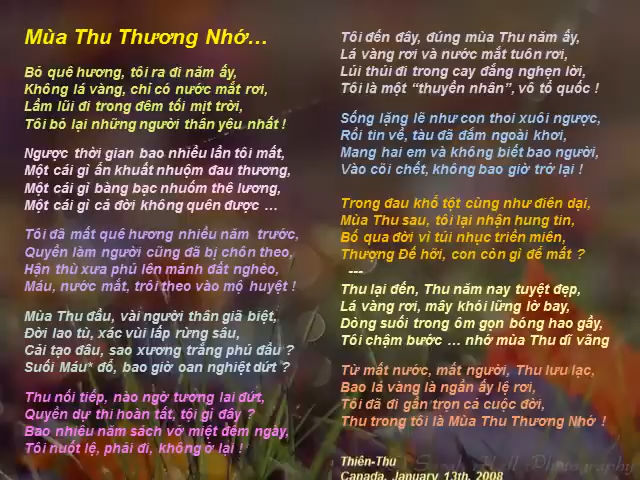 Mùa Thu Thương Nhớ...
Bỏ quê hương, tôi ra đi năm ấy,
Không lá vàng, chỉ có nước mắt rơi,
Lầm lũi đi trong đêm tối mịt trời,
Tôi bỏ lại những người thân yêu nhất !
Ngược thời gian bao nhiều lần tôi mất,
Một cái gì ẩn khuất nhuộm đau thương,
Một cái gì bàng bạc nhuốm thê lương,
Một cái gì cả đời không quên được ...
Tôi đã mất quê hương nhiều năm trước,
Quyền làm người cũng đã bị chôn theo,
Hận thù xưa phủ lên mảnh đất nghèo,
Máu, nước mắt, trôi theo vào mộ huyệt !
Mùa Thu đầu, vài người thân giã biệt,
Đời lao tù, xác vùi lấp rừng sâu,
Cải tạo đâu, sao xương trắng phủ đầu ?
Suối Máu* đổ, bao giờ oan nghiệt dứt ?
Thu nối tiếp, nào ngờ tương lai đứt,
Quyển dự thi hoàn tất, tội gì đây ?
Bao nhiêu năm sách vở miệt đêm ngày,
Tôi nuốt lệ, phải đi, không ở lại !
Tôi đến đây, đúng mùa Thu năm ấy,
Lá vàng rơi và nước mắt tuôn rơi,
Lủi thủi đi trong cay đắng nghẹn lời,
Tôi là một “thuyền nhân”, vô tổ quốc !
Sống lặng lẽ như con thoi xuôi ngược,
Rồi tin về, tàu đã đắm ngoài khơi,
Mang hai em và không biết bao người,
Vào cõi chết, không bao giờ trở lại !
Trong đau khổ tột cùng như điên dại,
Mùa Thu sau, tôi lại nhận hung tin,
Bố qua đời vì tủi nhục triền miên,
Thượng Đế hỡi, con còn gì để mất ?
---
Thu lại đến, Thu năm nay tuyệt đẹp,
Lá vàng rơi, mây khói lững lờ bay,
Dòng suối trong ôm gọn bóng hao gầy,
Tôi chậm bước ... nhớ mùa Thu dĩ vãng
Từ mất nước, mất người, Thu lưu lạc,
Bao lá vàng là ngần ấy lệ rơi,
Tôi đã đi gần trọn cả cuộc đời,
Thu trong tôi là Mùa Thu Thương Nhớ !
Thiên-Thu
Canada, January 13th, 2008
Hell Photography